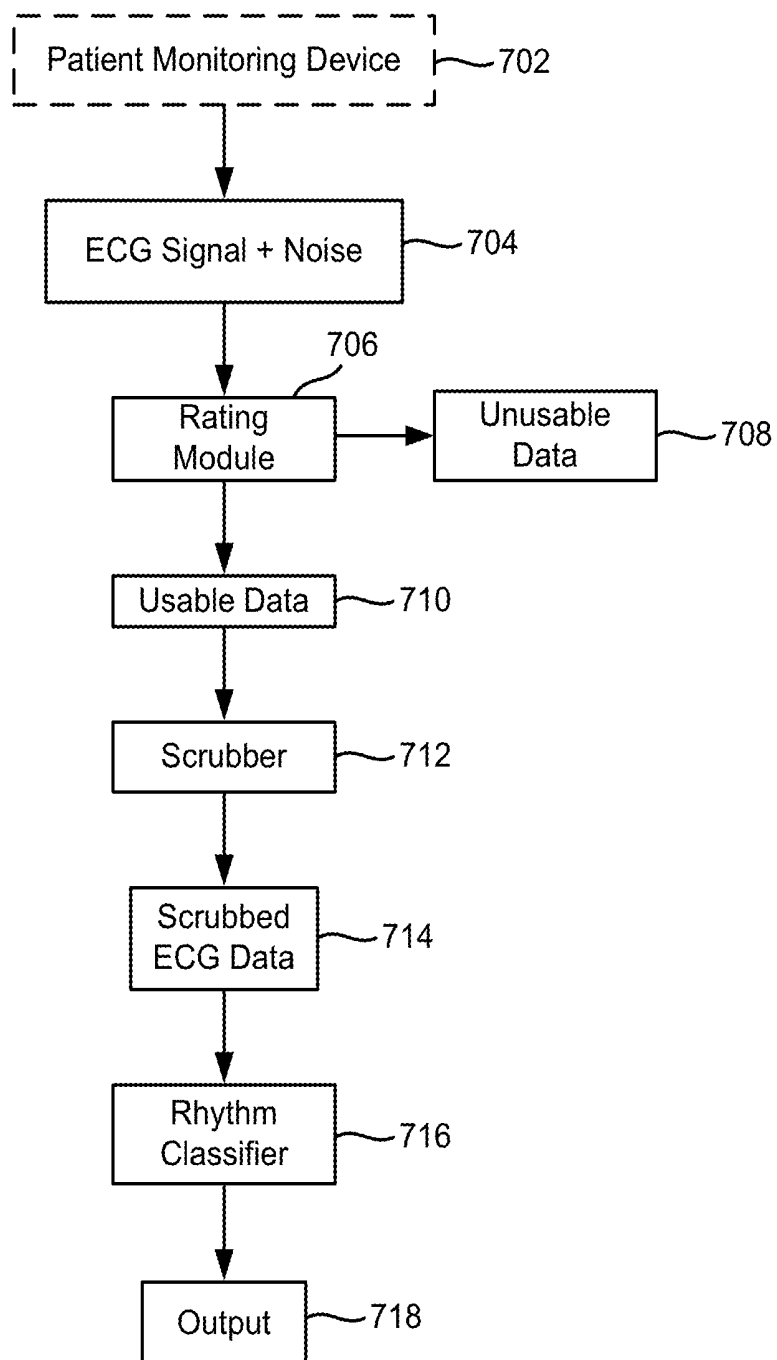 Patient Monitoring Device
702
ECG Signal + Noise
704
706
Rating
Module
Unusable
Data
708
Usable Data
710
Scrubber
712
Scrubbed
ECG Data
714
Rhythm
Classifier
716
Output
718